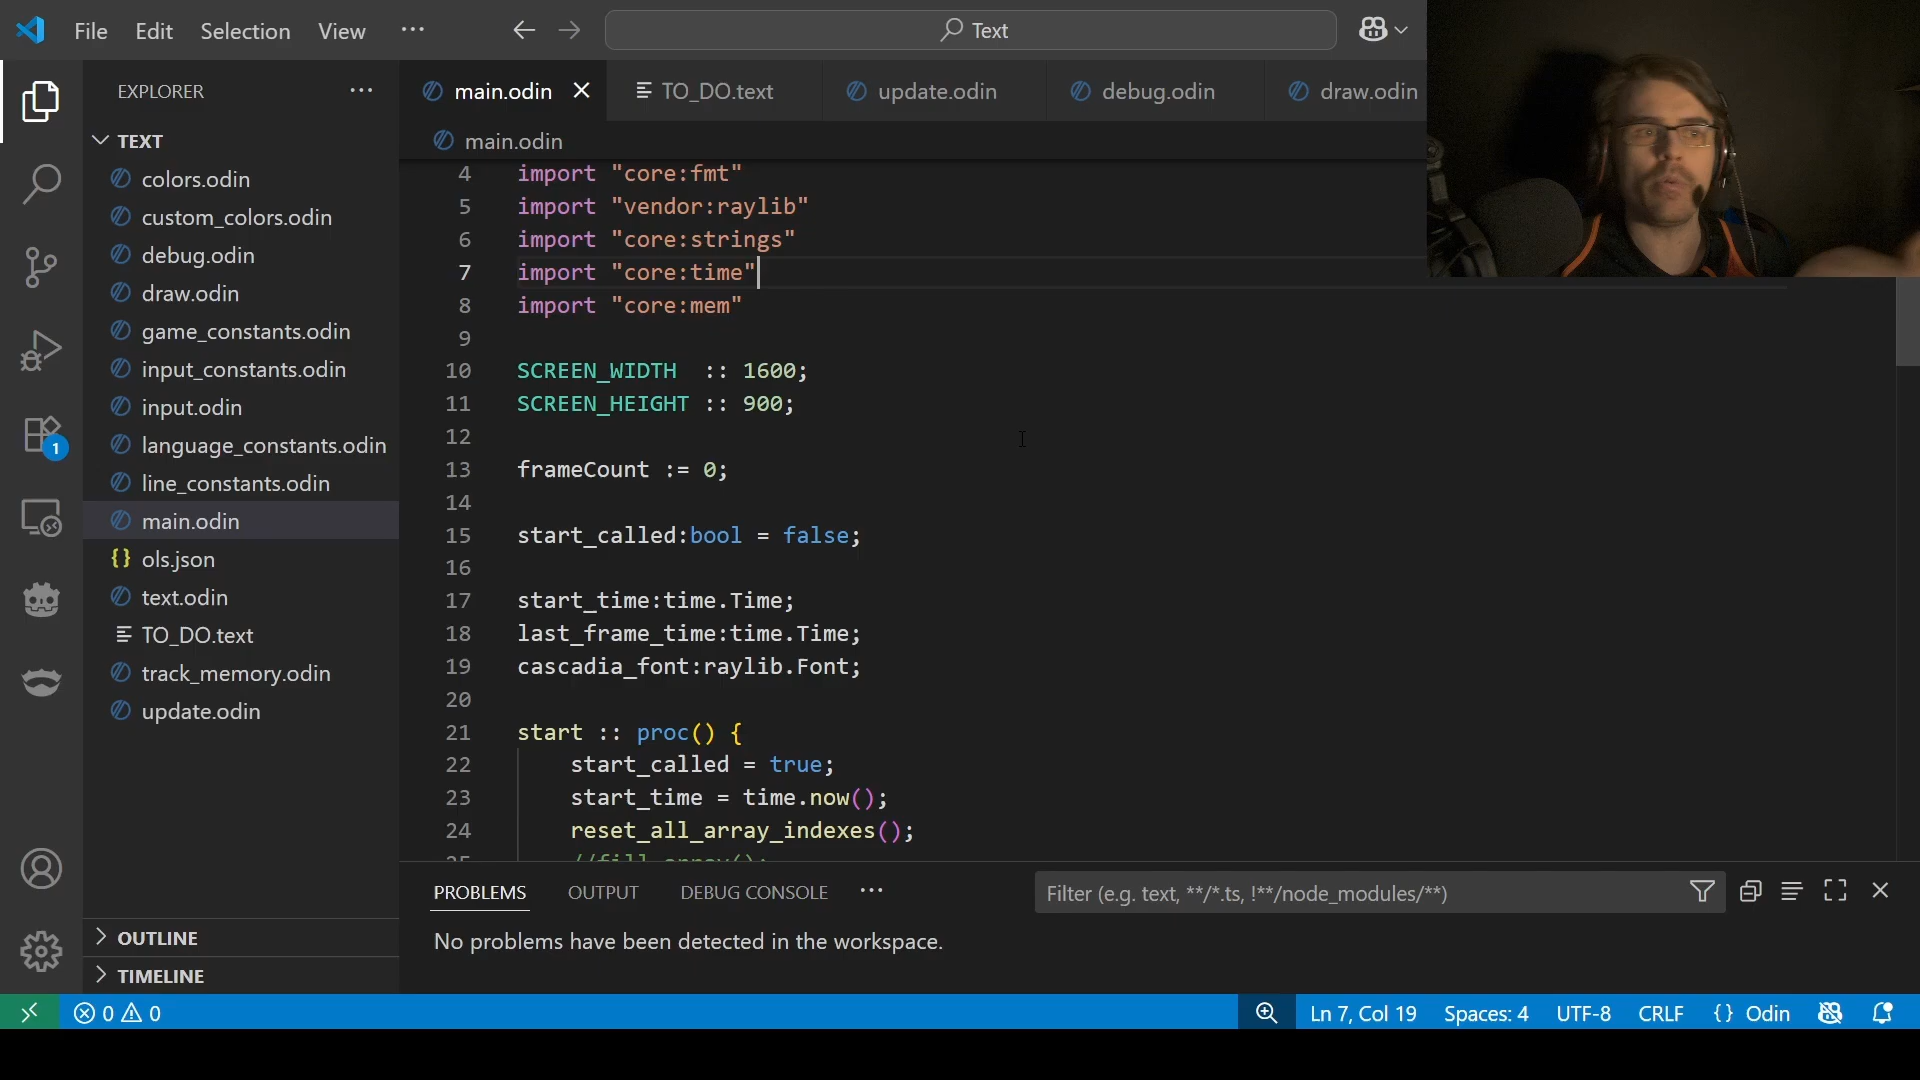 File Edit Selection View ··· Text
EXPLORER ···
TEXT
colors.odin
custom_colors.odin
debug.odin
draw.odin
game_constants.odin
input_constants.odin
input.odin
language_constants.odin
line_constants.odin
main.odin
{} ols.json
text.odin
TO_DO.text
track_memory.odin
update.odin
OUTLINE
TIMELINE
1
main.odin TO_DO.text update.odin debug.odin draw.odin
main.odin
4 import "core:fmt"
5 import "vendor:raylib"
6 import "core:strings"
7 import "core:time"
8 import "core:mem"
9
10 SCREEN_WIDTH  :: 1600;
11 SCREEN_HEIGHT :: 900;
12
13 frameCount := 0;
14
15 start_called:bool = false;
16
17 start_time:time.Time;
18 last_frame_time:time.Time;
19 cascadia_font:raylib.Font;
20
21 start :: proc() {
22     start_called = true;
23     start_time = time.now();
24     reset_all_array_indexes();
25     //fill_array();
PROBLEMS OUTPUT DEBUG CONSOLE ··· Filter (e.g. text, **/*.ts, !**/node_modules/**)
No problems have been detected in the workspace.
0 0 Ln 7, Col 19 Spaces: 4 UTF-8 CRLF {} Odin